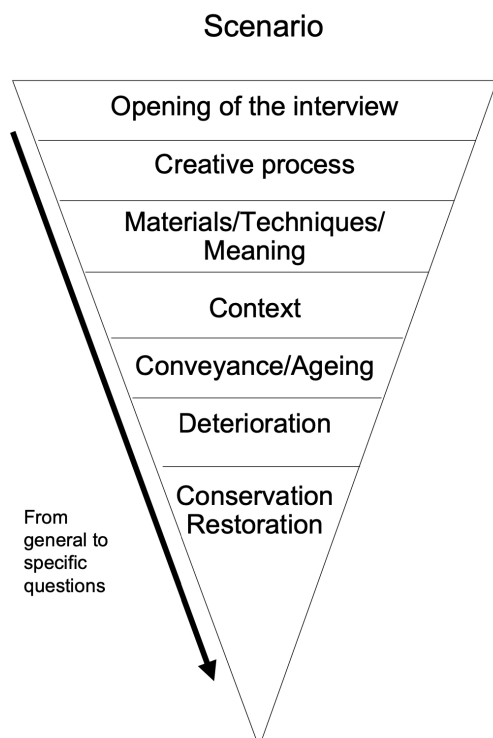 Scenario
Opening of the interview
Creative process
Materials/Techniques/
Meaning
Context
Conveyance/Ageing
Deterioration
Conservation
Restoration
From
general to
specific
questions